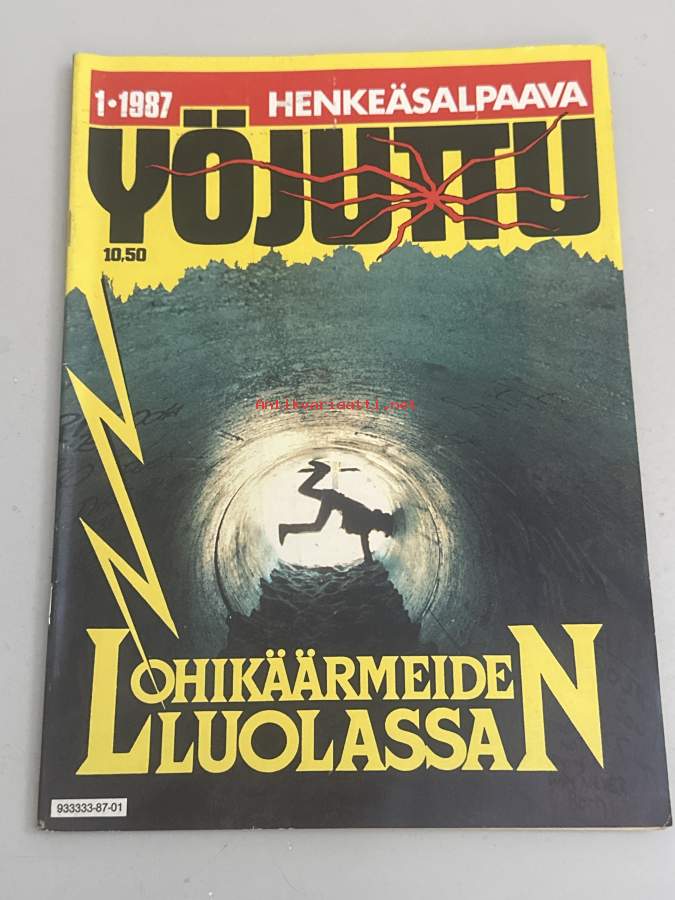 1•1987 HENKEÄSALPAAVA
YÖJUTTU
10,50
Antikvariaatti.net
LOHIKÄÄRMEIDEN
LUOLASSA
933333-87-01